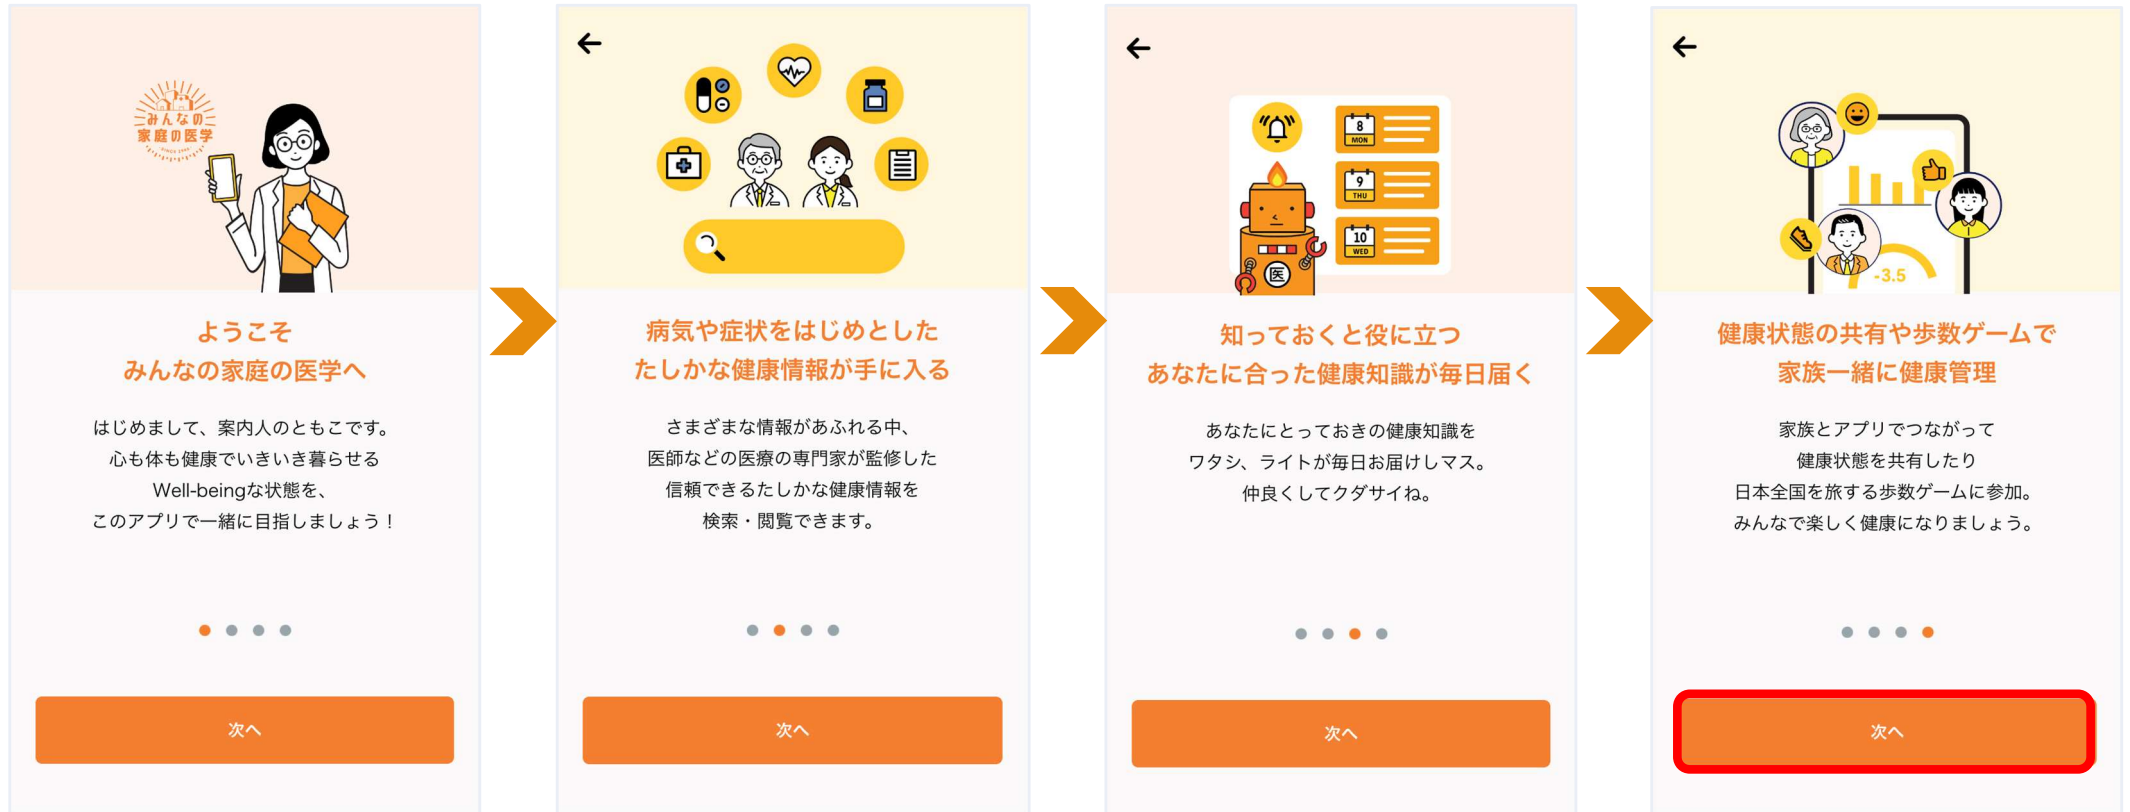 みんなの
家庭の医学
ようこそ
みんなの家庭の医学へ
はじめまして、案内人のともこです。
心も体も健康でいきいき暮らせる
Well-beingな状態を、
このアプリで一緒に目指しましょう！
次へ
病気や症状をはじめとした
たしかな健康情報が手に入る
さまざまな情報があふれる中、
医師などの医療の専門家が監修した
信頼できるたしかな健康情報を
検索・閲覧できます。
次へ
8
MON
9
THU
10
WED
医
知っておくと役に立つ
あなたに合った健康知識が毎日届く
あなたにとっておきの健康知識を
ワタシ、ライトが毎日お届けしマス。
仲良くしてクダサイね。
次へ
-3.5
健康状態の共有や歩数ゲームで
家族一緒に健康管理
家族とアプリでつながって
健康状態を共有したり
日本全国を旅する歩数ゲームに参加。
みんなで楽しく健康になりましょう。
次へ